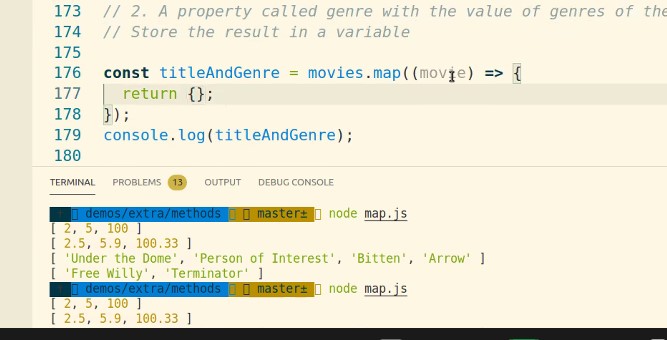 173 // 2. A property called genre with the value of genres of the
174 // Store the result in a variable
175
176 const titleAndGenre = movies.map((movie) => {
177 return {};
178 });
179 console.log(titleAndGenre);
180
TERMINAL PROBLEMS 13 OUTPUT DEBUG CONSOLE
demos/extra/methods master± node map.js
[ 2, 5, 100 ]
[ 2.5, 5.9, 100.33 ]
[ 'Under the Dome', 'Person of Interest', 'Bitten', 'Arrow' ]
[ 'Free Willy', 'Terminator' ]
demos/extra/methods master± node map.js
[ 2, 5, 100 ]
[ 2.5, 5.9, 100.33 ]